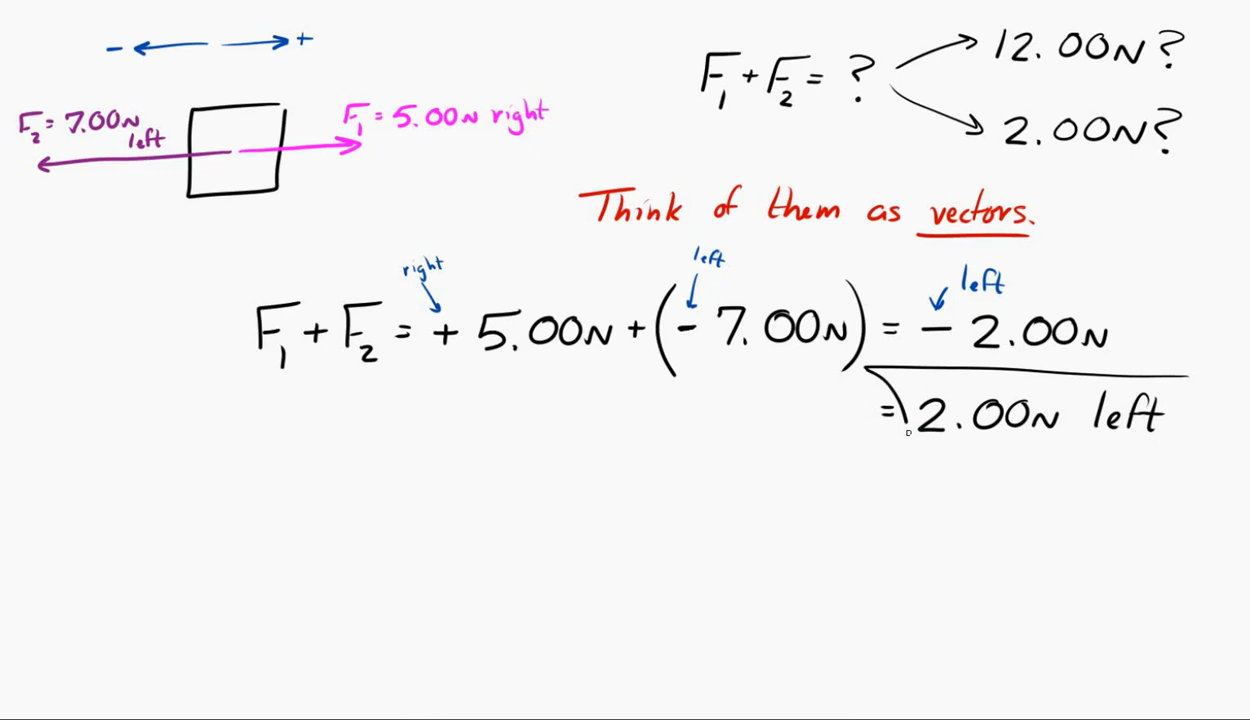 - +
F₂ = 7.00N left
F₁ = 5.00N right
F₁ + F₂ = ?
12.00N?
2.00N?
Think of them as vectors.
right
left
left
F₁ + F₂ = + 5.00N + (- 7.00N) = - 2.00N
= 2.00N left